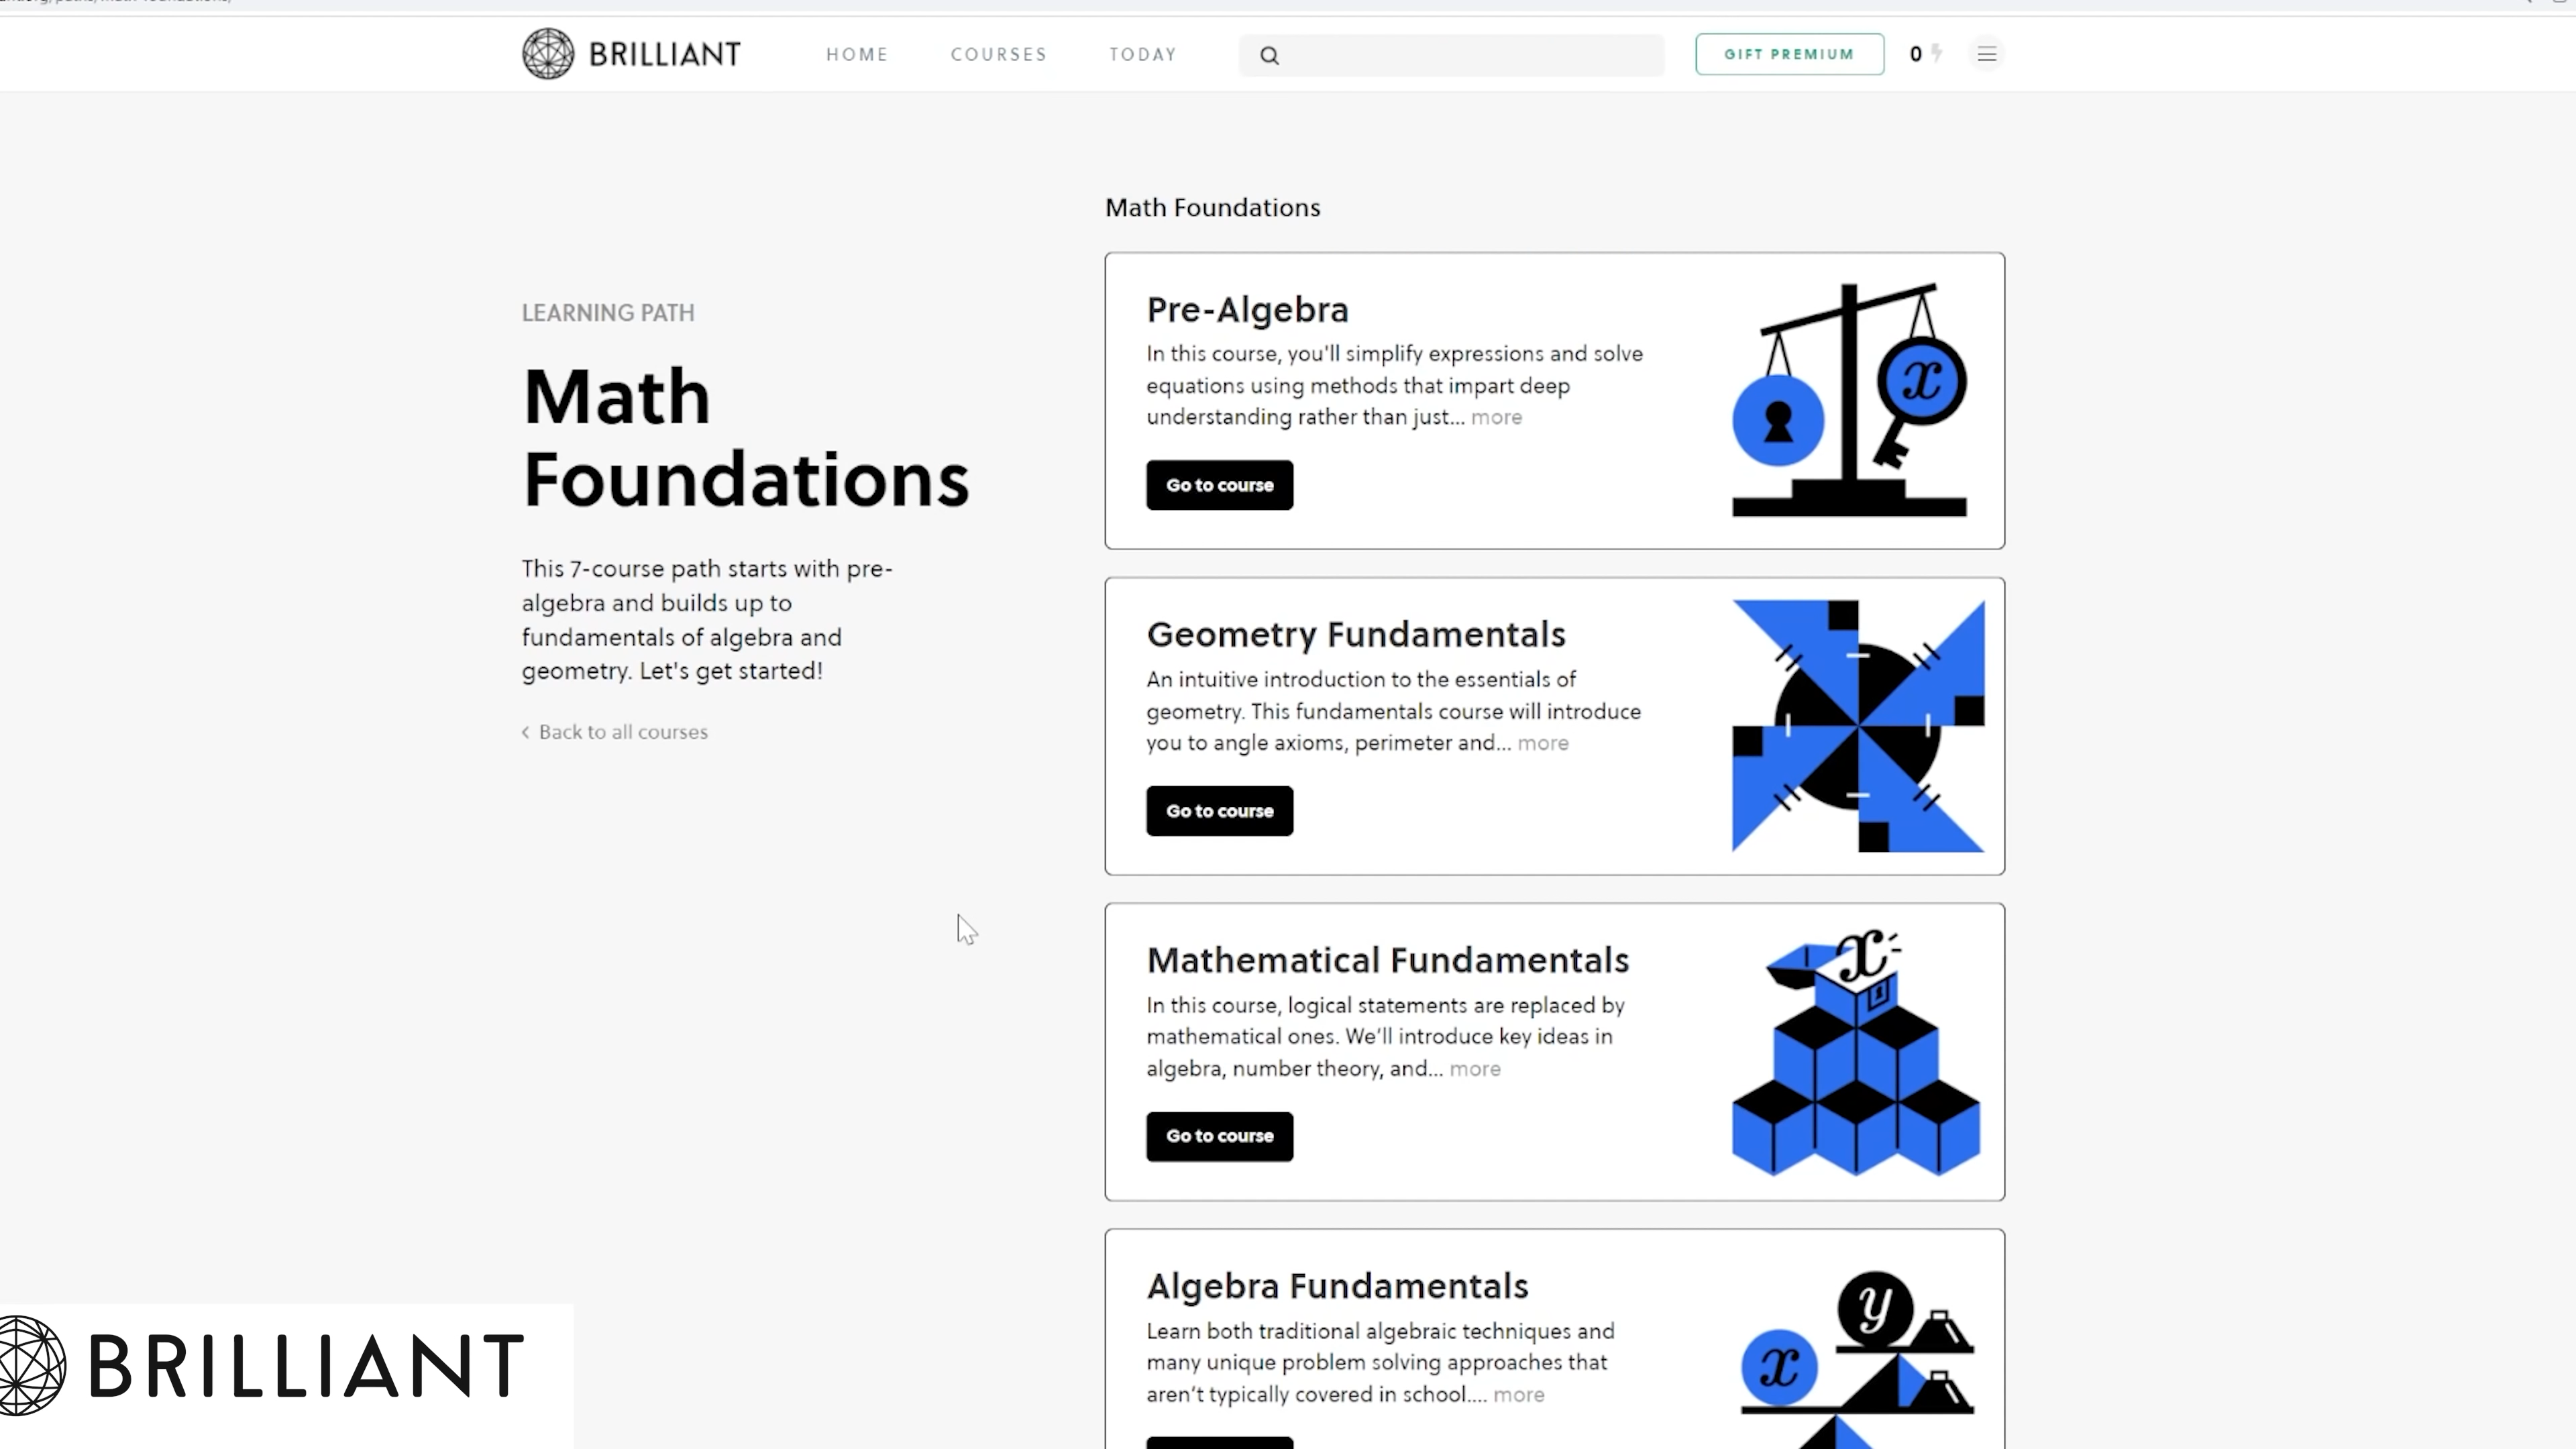 BRILLIANT
HOME
COURSES
TODAY
GIFT PREMIUM
0
LEARNING PATH
Math
Foundations
This 7-course path starts with pre-
algebra and builds up to
fundamentals of algebra and
geometry. Let's get started!
‹ Back to all courses
Math Foundations
Pre-Algebra
In this course, you'll simplify expressions and solve
equations using methods that impart deep
understanding rather than just... more
Go to course
x
Geometry Fundamentals
An intuitive introduction to the essentials of
geometry. This fundamentals course will introduce
you to angle axioms, perimeter and... more
Go to course
Mathematical Fundamentals
In this course, logical statements are replaced by
mathematical ones. We'll introduce key ideas in
algebra, number theory, and... more
Go to course
x
Algebra Fundamentals
Learn both traditional algebraic techniques and
many unique problem solving approaches that
aren't typically covered in school.... more
y
x
BRILLIANT